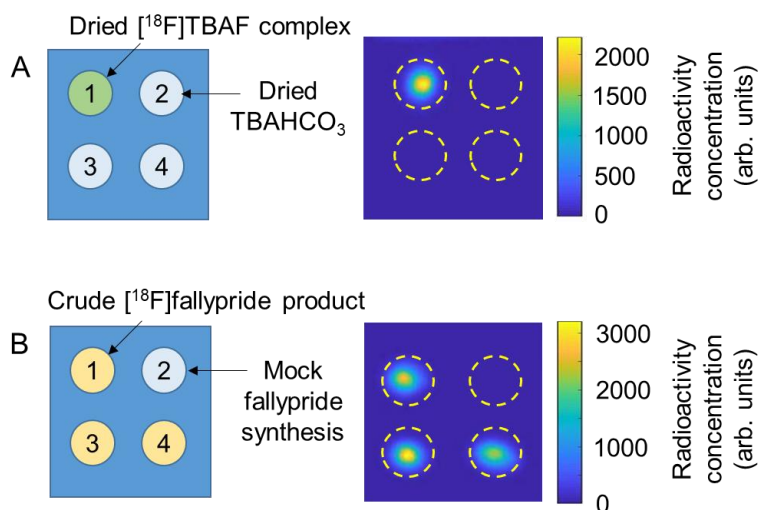 Dried [¹⁸F]TBAF complex
A
1
2
3
4
Dried
TBAHCO₃
2000
1500
1000
500
0
Radioactivity
concentration
(arb. units)
Crude [¹⁸F]fallypride product
B
1
2
3
4
Mock
fallypride
synthesis
3000
2000
1000
0
Radioactivity
concentration
(arb. units)